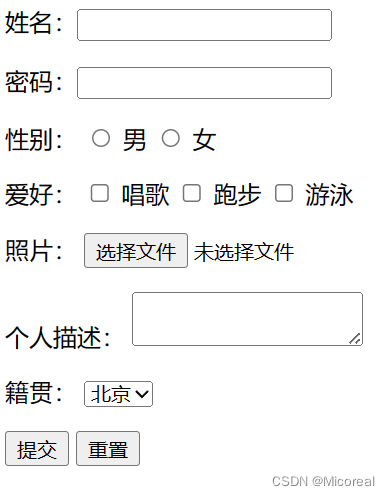 姓名：
密码：
性别： 男 女
爱好： 唱歌 跑步 游泳
照片： 选择文件 未选择文件
个人描述：
籍贯： 北京
提交 重置
CSDN @Micoreal